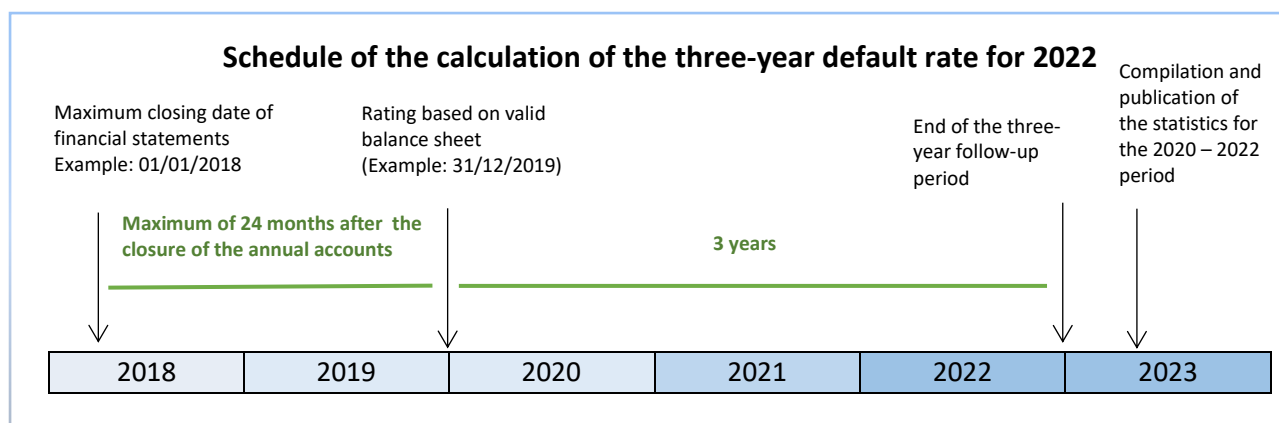 Schedule of the calculation of the three-year default rate for 2022
Maximum closing date of
financial statements
Example: 01/01/2018
Rating based on valid
balance sheet
(Example: 31/12/2019)
End of the three-
year follow-up
period
Compilation and
publication of
the statistics for
the 2020 – 2022
period
Maximum of 24 months after the
closure of the annual accounts
3 years
2018
2019
2020
2021
2022
2023